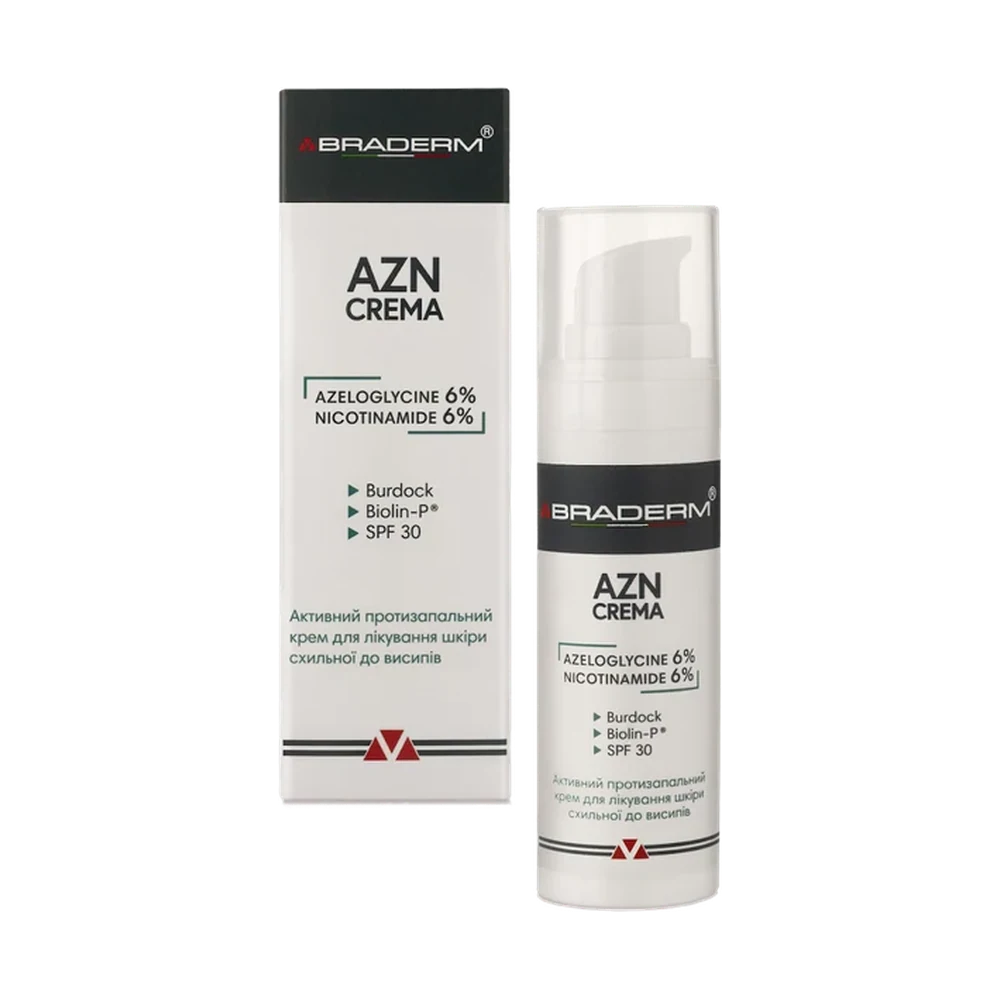 BRADERM®
AZN
CREMA
AZELOGLYCINE 6%
NICOTINAMIDE 6%
Burdock
Biolin-P®
SPF 30
Активний протизапальний
крем для лікування шкіри
схильної до висипів
BRADERM®
AZN
CREMA
AZELOGLYCINE 6%
NICOTINAMIDE 6%
Burdock
Biolin-P®
SPF 30
Активний протизапальний
крем для лікування шкіри
схильної до висипів